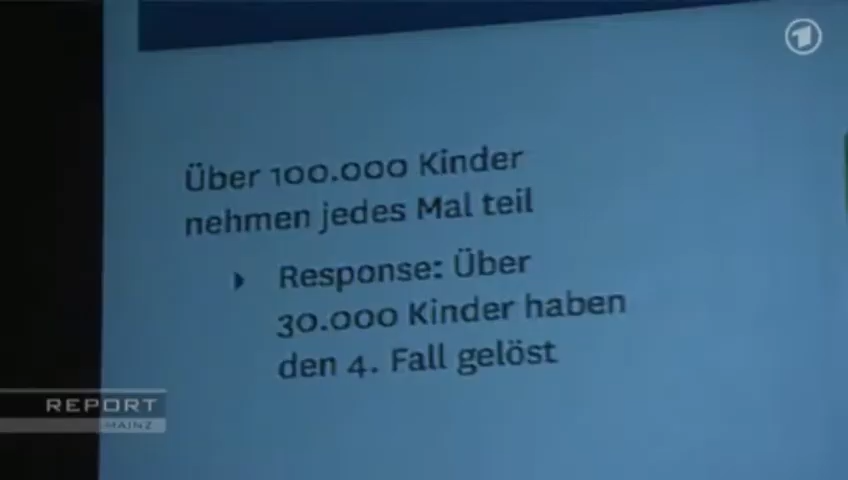 Über 100.000 Kinder
nehmen jedes Mal teil
Response: Über
30.000 Kinder haben
den 4. Fall gelöst
REPORT
MAINZ
1